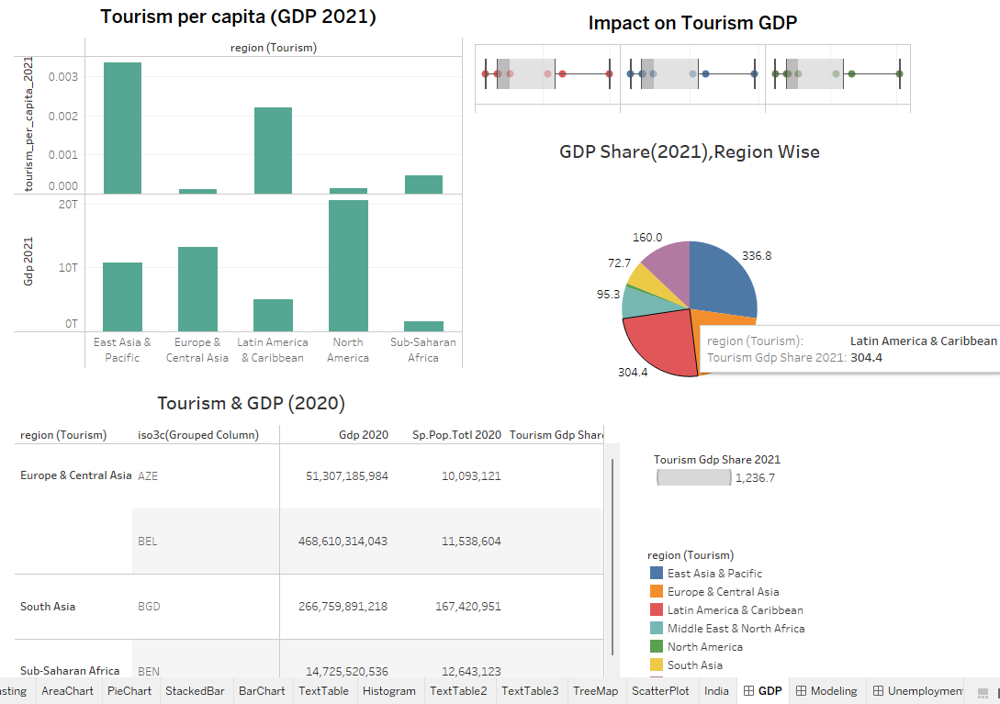 Tourism per capita (GDP 2021)
region (Tourism)
tourism_per_capita_2021
0.003
0.002
0.001
0.000
Gdp 2021
20T
10T
0T
East Asia &
Pacific
Europe &
Central Asia
Latin America
& Caribbean
North
America
Sub-Saharan
Africa
Impact on Tourism GDP
GDP Share(2021),Region Wise
160.0
336.8
72.7
95.3
304.4
region (Tourism): Latin America & Caribbean
Tourism Gdp Share 2021: 304.4
Tourism & GDP (2020)
region (Tourism) iso3c(Grouped Column) Gdp 2020 Sp.Pop.Totl 2020 Tourism Gdp Share
Europe & Central Asia AZE 51,307,185,984 10,093,121
BEL 468,610,314,043 11,538,604
South Asia BGD 266,759,891,218 167,420,951
Sub-Saharan Africa BEN 14,725,520,536 12,643,123
Tourism Gdp Share 2021
1,236.7
region (Tourism)
East Asia & Pacific
Europe & Central Asia
Latin America & Caribbean
Middle East & North Africa
North America
South Asia
asting AreaChart PieChart StackedBar BarChart TextTable Histogram TextTable2 TextTable3 TreeMap ScatterPlot India GDP Modeling Unemployment